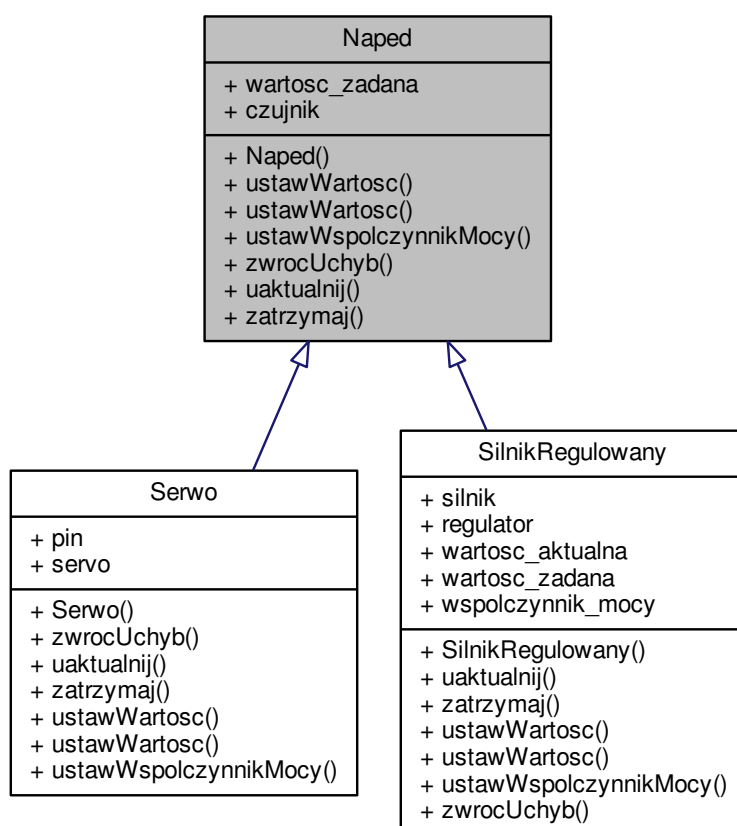 Naped
+ wartosc_zadana
+ czujnik
+ Naped()
+ ustawWartosc()
+ ustawWartosc()
+ ustawWspolczynnikMocy()
+ zwrocUchyb()
+ uaktualnij()
+ zatrzymaj()
Serwo
+ pin
+ servo
+ Serwo()
+ zwrocUchyb()
+ uaktualnij()
+ zatrzymaj()
+ ustawWartosc()
+ ustawWartosc()
+ ustawWspolczynnikMocy()
SilnikRegulowany
+ silnik
+ regulator
+ wartosc_aktualna
+ wartosc_zadana
+ wspolczynnik_mocy
+ SilnikRegulowany()
+ uaktualnij()
+ zatrzymaj()
+ ustawWartosc()
+ ustawWartosc()
+ ustawWspolczynnikMocy()
+ zwrocUchyb()